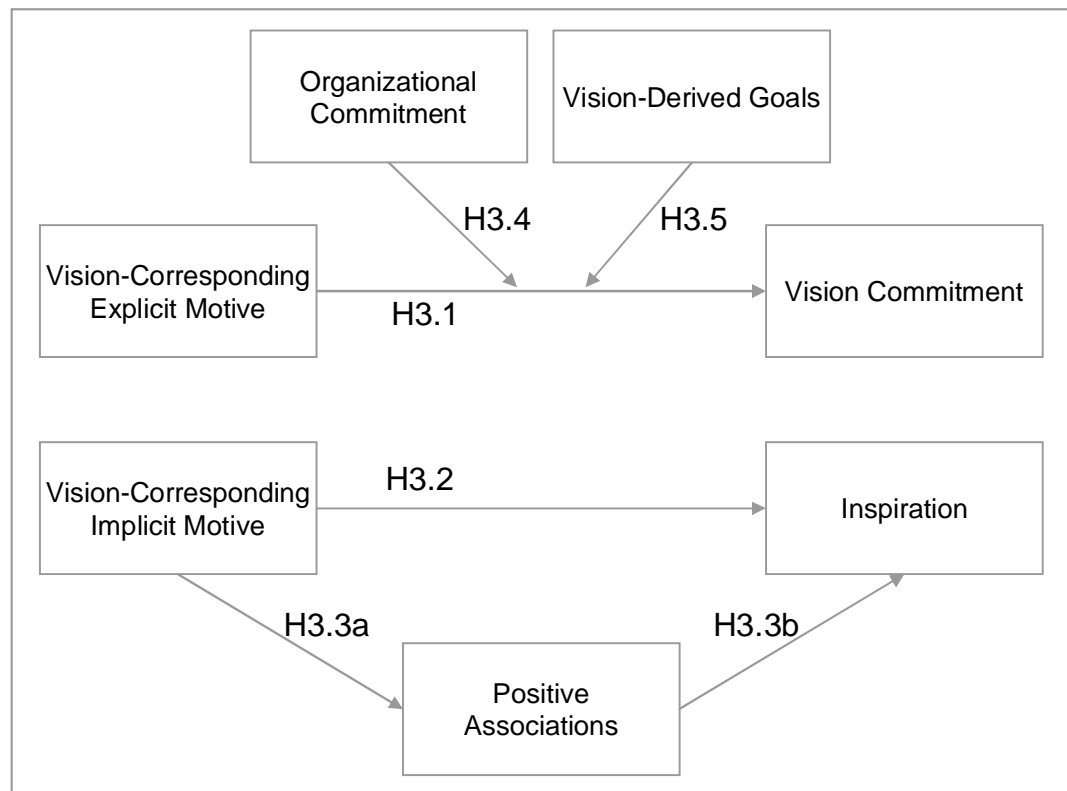 Organizational
Commitment
Vision-Derived Goals
H3.4
H3.5
Vision-Corresponding
Explicit Motive
H3.1
Vision Commitment
Vision-Corresponding
Implicit Motive
H3.2
Inspiration
H3.3a
H3.3b
Positive
Associations